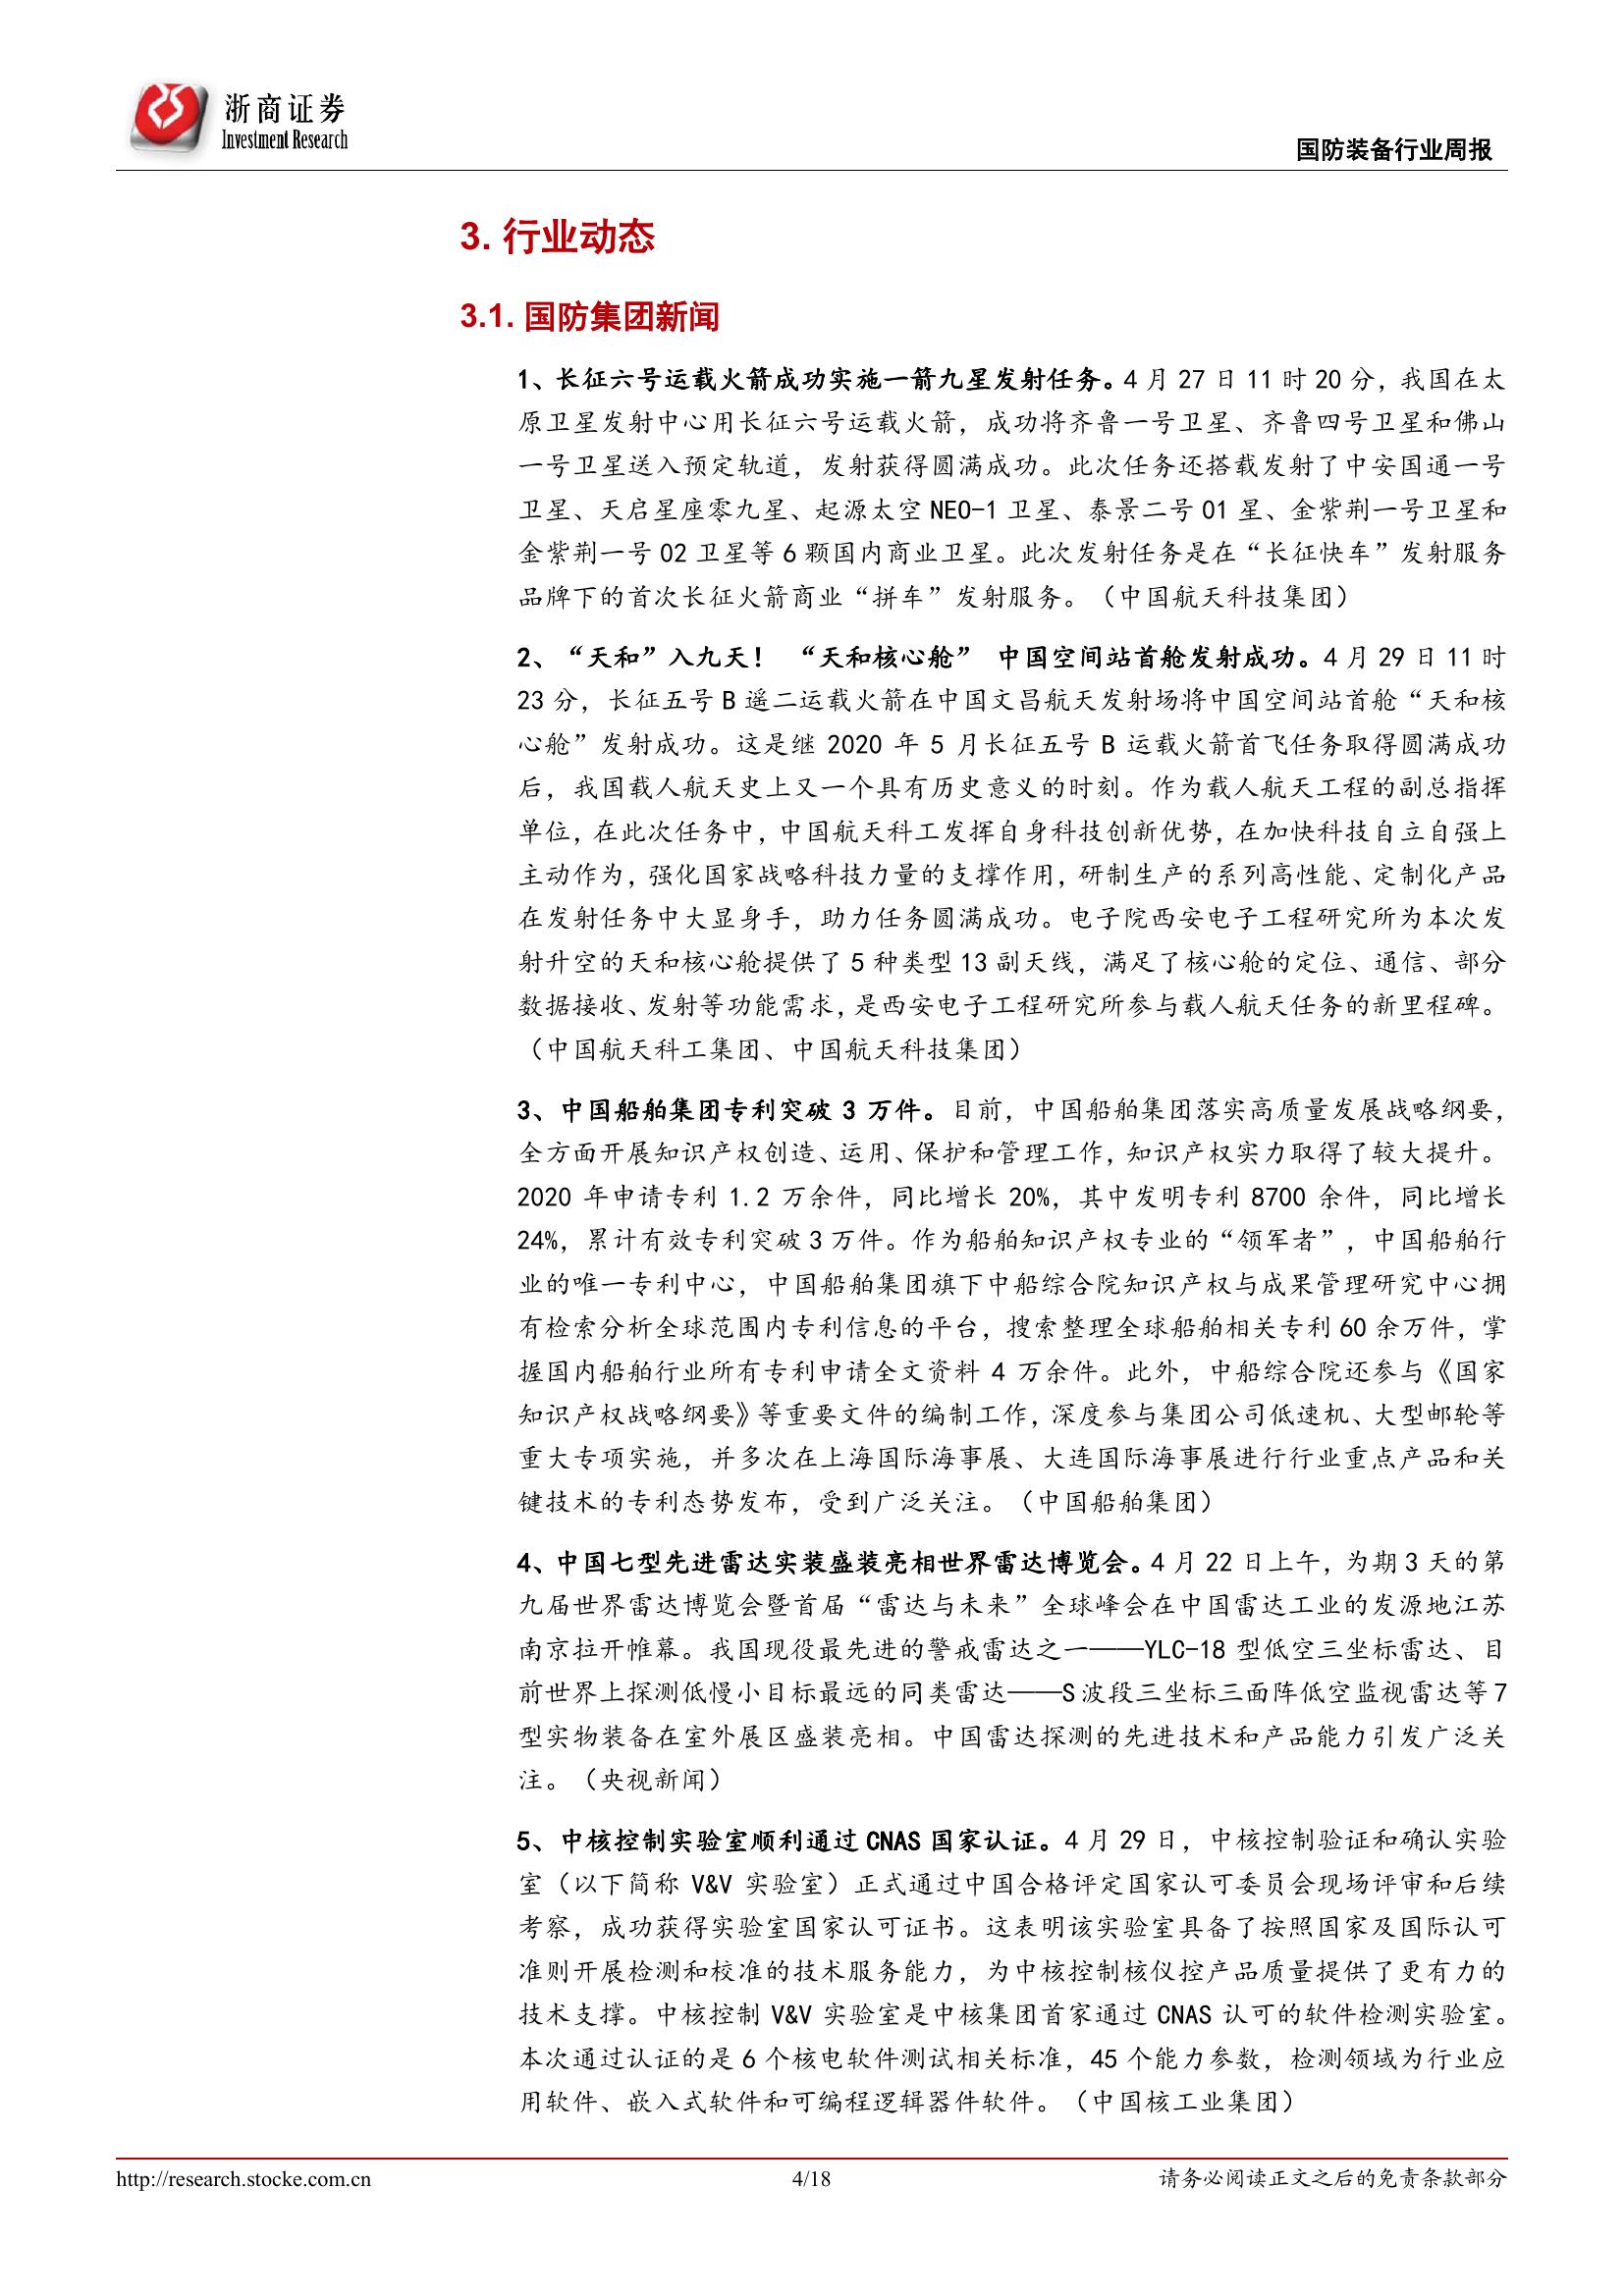 浙商证券
Investment Research
国防装备行业周报
3. 行业动态
3.1. 国防集团新闻
1、长征六号运载火箭成功实施一箭九星发射任务。4 月 27 日 11 时 20 分，我国在太
原卫星发射中心用长征六号运载火箭，成功将齐鲁一号卫星、齐鲁四号卫星和佛山
一号卫星送入预定轨道，发射获得圆满成功。此次任务还搭载发射了中安国通一号
卫星、天启星座零九星、起源太空 NEO-1 卫星、泰景二号 01 星、金紫荆一号卫星和
金紫荆一号 02 卫星等 6 颗国内商业卫星。此次发射任务是在“长征快车”发射服务
品牌下的首次长征火箭商业“拼车”发射服务。（中国航天科技集团）
2、“天和”入九天！ “天和核心舱” 中国空间站首舱发射成功。4 月 29 日 11 时
23 分，长征五号 B 遥二运载火箭在中国文昌航天发射场将中国空间站首舱“天和核
心舱”发射成功。这是继 2020 年 5 月长征五号 B 运载火箭首飞任务取得圆满成功
后，我国载人航天史上又一个具有历史意义的时刻。作为载人航天工程的副总指挥
单位，在此次任务中，中国航天科工发挥自身科技创新优势，在加快科技自立自强上
主动作为，强化国家战略科技力量的支撑作用，研制生产的系列高性能、定制化产品
在发射任务中大显身手，助力任务圆满成功。电子院西安电子工程研究所为本次发
射升空的天和核心舱提供了 5 种类型 13 副天线，满足了核心舱的定位、通信、部分
数据接收、发射等功能需求，是西安电子工程研究所参与载人航天任务的新里程碑。
（中国航天科工集团、中国航天科技集团）
3、中国船舶集团专利突破 3 万件。目前，中国船舶集团落实高质量发展战略纲要，
全方面开展知识产权创造、运用、保护和管理工作，知识产权实力取得了较大提升。
2020 年申请专利 1.2 万余件，同比增长 20%，其中发明专利 8700 余件，同比增长
24%，累计有效专利突破 3 万件。作为船舶知识产权专业的“领军者”，中国船舶行
业的唯一专利中心，中国船舶集团旗下中船综合院知识产权与成果管理研究中心拥
有检索分析全球范围内专利信息的平台，搜索整理全球船舶相关专利 60 余万件，掌
握国内船舶行业所有专利申请全文资料 4 万余件。此外，中船综合院还参与《国家
知识产权战略纲要》等重要文件的编制工作，深度参与集团公司低速机、大型邮轮等
重大专项实施，并多次在上海国际海事展、大连国际海事展进行行业重点产品和关
键技术的专利态势发布，受到广泛关注。（中国船舶集团）
4、中国七型先进雷达实装盛装亮相世界雷达博览会。4 月 22 日上午，为期 3 天的第
九届世界雷达博览会暨首届“雷达与未来”全球峰会在中国雷达工业的发源地江苏
南京拉开帷幕。我国现役最先进的警戒雷达之一——YLC-18 型低空三坐标雷达、目
前世界上探测低慢小目标最远的同类雷达——S 波段三坐标三面阵低空监视雷达等 7
型实物装备在室外展区盛装亮相。中国雷达探测的先进技术和产品能力引发广泛关
注。（央视新闻）
5、中核控制实验室顺利通过 CNAS 国家认证。4 月 29 日，中核控制验证和确认实验
室（以下简称 V&V 实验室）正式通过中国合格评定国家认可委员会现场评审和后续
考察，成功获得实验室国家认可证书。这表明该实验室具备了按照国家及国际认可
准则开展检测和校准的技术服务能力，为中核控制核仪控产品质量提供了更有力的
技术支撑。中核控制 V&V 实验室是中核集团首家通过 CNAS 认可的软件检测实验室。
本次通过认证的是 6 个核电软件测试相关标准，45 个能力参数，检测领域为行业应
用软件、嵌入式软件和可编程逻辑器件软件。（中国核工业集团）
http://research.stocke.com.cn
4/18
请务必阅读正文之后的免责条款部分